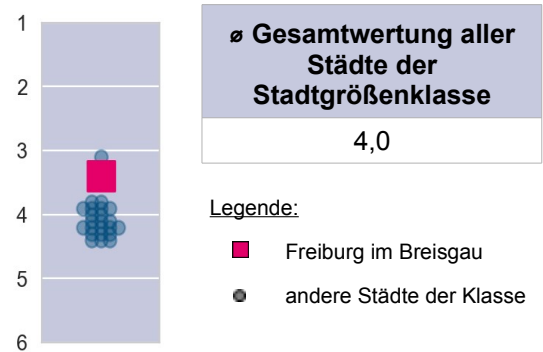 1
2
3
4
5
6
ø Gesamtwertung aller
Städte der
Stadtgrößenklasse
4,0
Legende:
Freiburg im Breisgau
andere Städte der Klasse